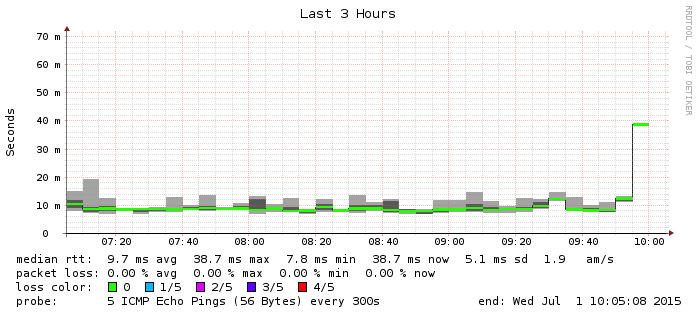 Last 3 Hours
RRDTOOL / TOBI OETIKER
Seconds
70 m
60 m
50 m
40 m
30 m
20 m
10 m
0
07:20 07:40 08:00 08:20 08:40 09:00 09:20 09:40 10:00
median rtt: 9.7 ms avg 38.7 ms max 7.8 ms min 38.7 ms now 5.1 ms sd 1.9 am/s
packet loss: 0.00 % avg 0.00 % max 0.00 % min 0.00 % now
loss color: 0 1/5 2/5 3/5 4/5
probe: 5 ICMP Echo Pings (56 Bytes) every 300s end: Wed Jul 1 10:05:08 2015